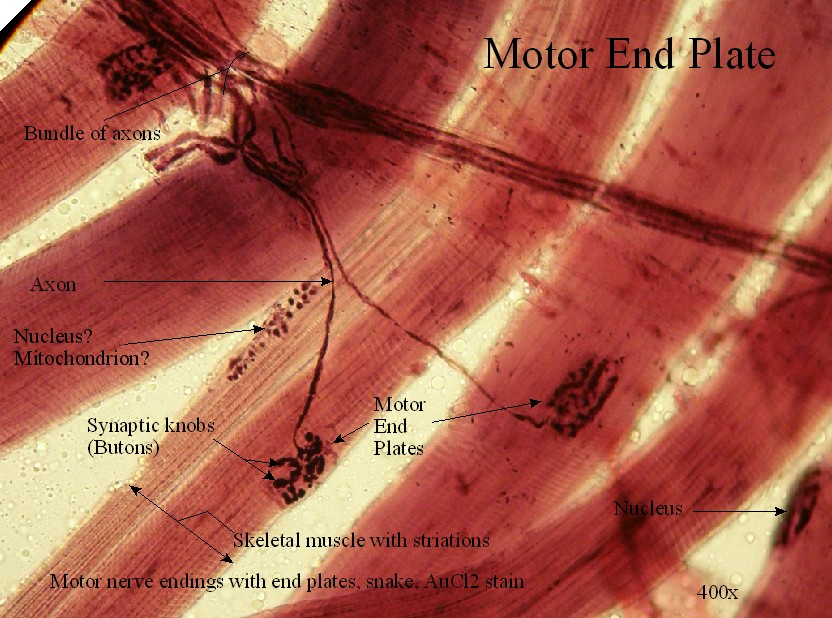 Motor End Plate
Bundle of axons
Axon
Nucleus?
Mitochondrion?
Motor
End
Plates
Synaptic knobs
(Butons)
Nucleus
Skeletal muscle with striations
Motor nerve endings with end plates, snake, AuCl2 stain
400x